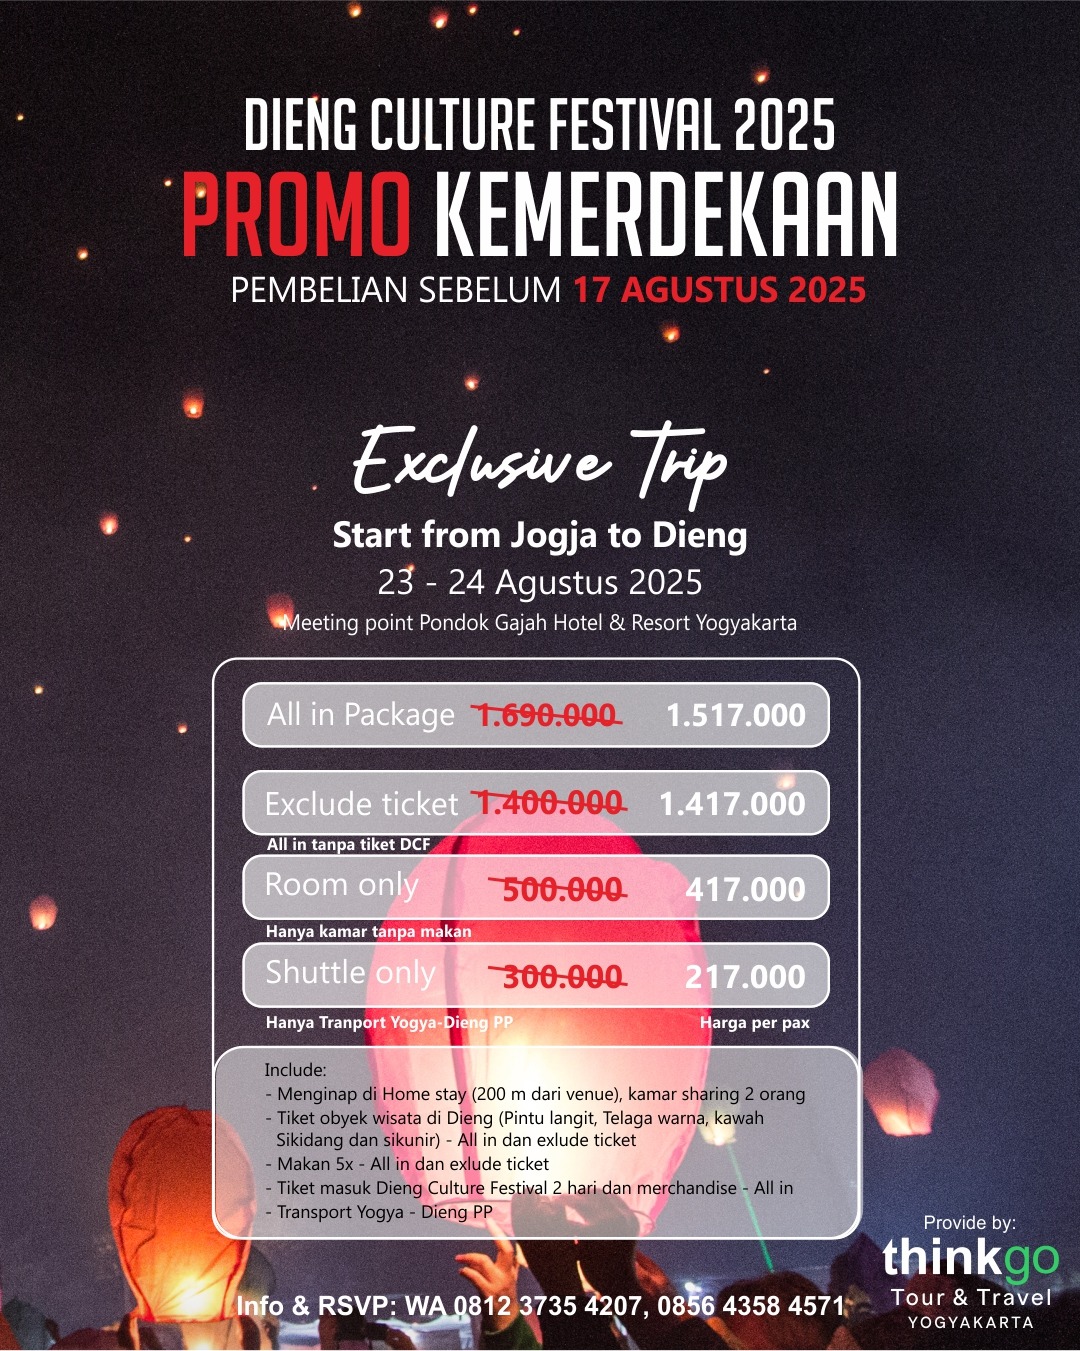 DIENG CULTURE FESTIVAL 2025
PROMO KEMERDEKAAN
PEMBELIAN SEBELUM 17 AGUSTUS 2025
Exclusive Trip
Start from Jogja to Dieng
23 - 24 Agustus 2025
Meeting point Pondok Gajah Hotel & Resort Yogyakarta
All in Package 1.690.000 1.517.000
Exclude ticket 1.400.000 1.417.000
All in tanpa tiket DCF
Room only 500.000 417.000
Hanya kamar tanpa makan
Shuttle only 300.000 217.000
Hanya Tranport Yogya-Dieng PP Harga per pax
Include:
- Menginap di Home stay (200 m dari venue), kamar sharing 2 orang
- Tiket obyek wisata di Dieng (Pintu langit, Telaga warna, kawah
Sikidang dan sikunir) - All in dan exlude ticket
- Makan 5x - All in dan exlude ticket
- Tiket masuk Dieng Culture Festival 2 hari dan merchandise - All in
- Transport Yogya - Dieng PP
Info & RSVP: WA 0812 3735 4207, 0856 4358 4571
Provide by:
thinkgo
Tour & Travel
YOGYAKARTA